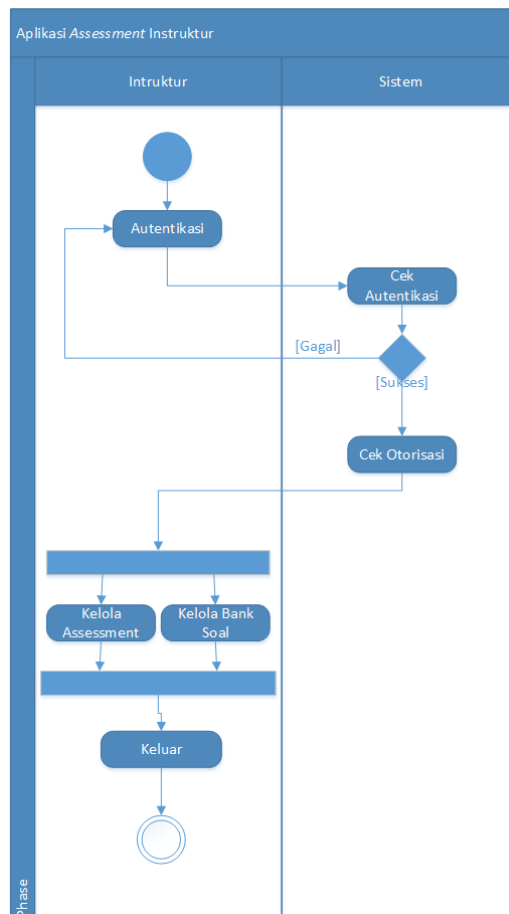 Aplikasi Assessment Instruktur
Intruktur
Sistem
Autentikasi
Cek
Autentikasi
[Gagal]
[Sukses]
Cek Otorisasi
Kelola
Assessment
Kelola Bank
Soal
Keluar
Phase